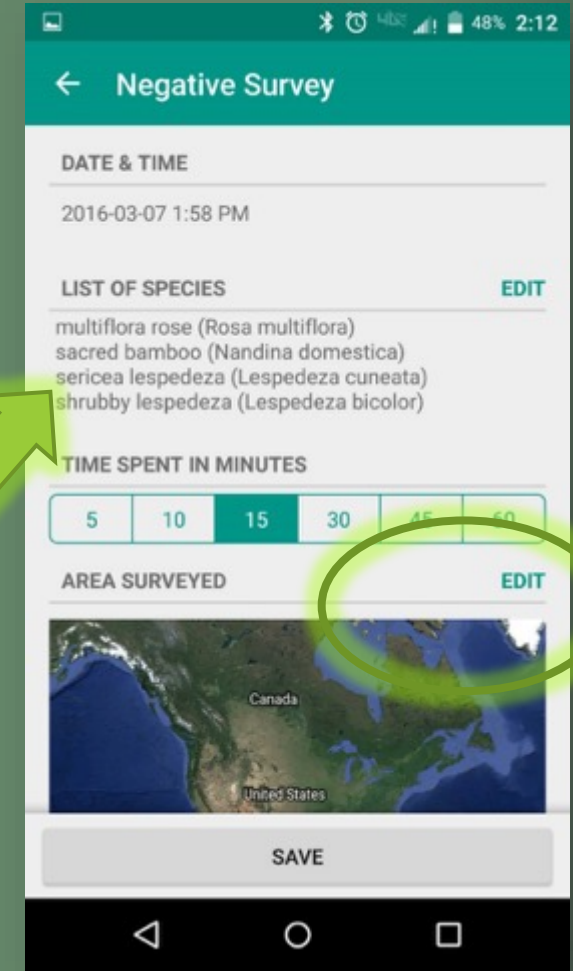 48% 2:12
Negative Survey
DATE & TIME
2016-03-07 1:58 PM
LIST OF SPECIES EDIT
multiflora rose (Rosa multiflora)
sacred bamboo (Nandina domestica)
sericea lespedeza (Lespedeza cuneata)
shrubby lespedeza (Lespedeza bicolor)
TIME SPENT IN MINUTES
5 10 15 30 45 60
AREA SURVEYED EDIT
Canada
United States
SAVE